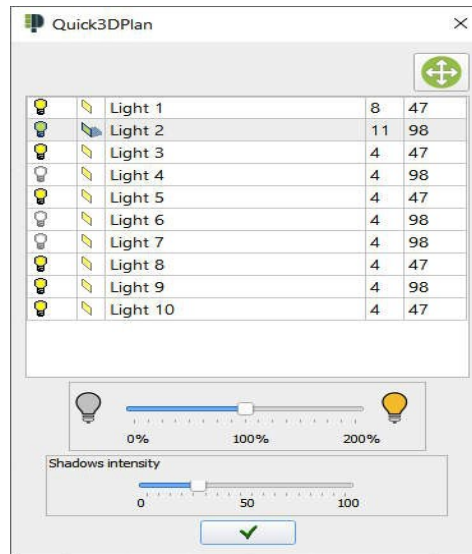 Quick3DPlan
Light 1 8 47
Light 2 11 98
Light 3 4 47
Light 4 4 98
Light 5 4 47
Light 6 4 98
Light 7 4 98
Light 8 4 47
Light 9 4 98
Light 10 4 47
0% 100% 200%
Shadows intensity
0 50 100